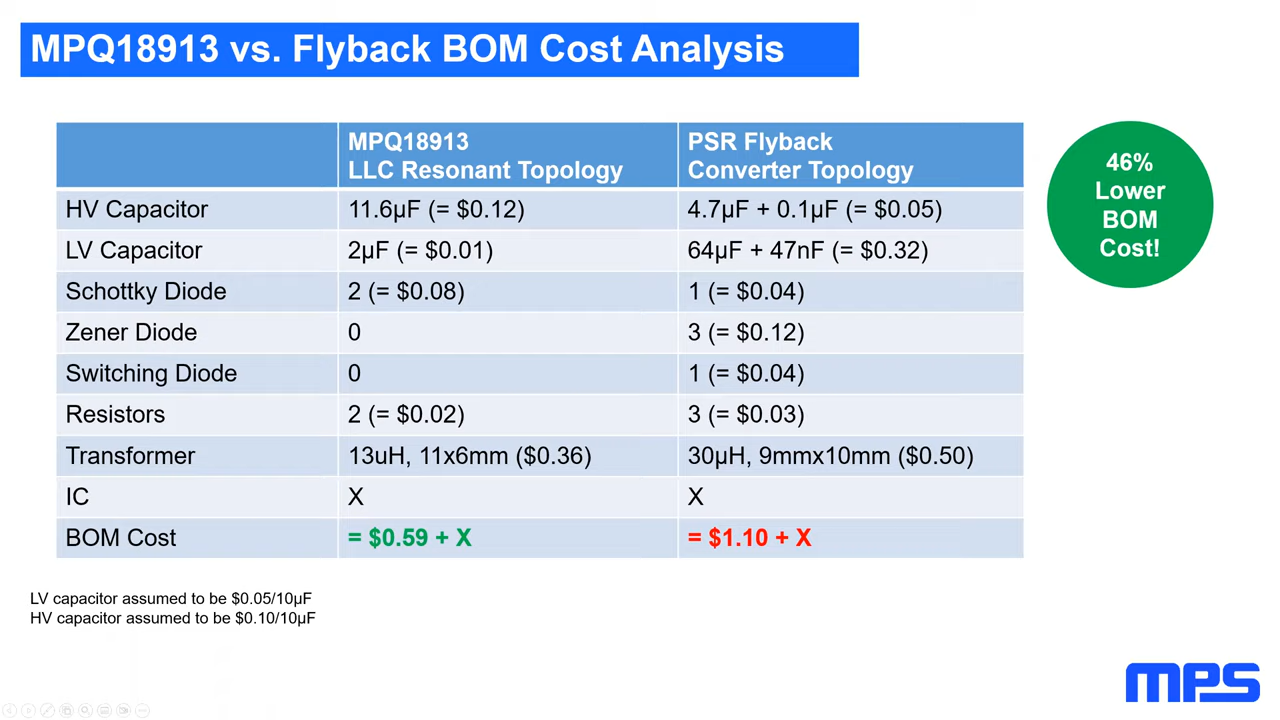 MPQ18913 vs. Flyback BOM Cost Analysis
MPQ18913
LLC Resonant Topology
PSR Flyback
Converter Topology
HV Capacitor
11.6µF (= $0.12)
4.7µF + 0.1µF (= $0.05)
LV Capacitor
2µF (= $0.01)
64µF + 47nF (= $0.32)
Schottky Diode
2 (= $0.08)
1 (= $0.04)
Zener Diode
0
3 (= $0.12)
Switching Diode
0
1 (= $0.04)
Resistors
2 (= $0.02)
3 (= $0.03)
Transformer
13uH, 11x6mm ($0.36)
30µH, 9mmx10mm ($0.50)
IC
X
X
BOM Cost
= $0.59 + X
= $1.10 + X
46%
Lower
BOM
Cost!
LV capacitor assumed to be $0.05/10µF
HV capacitor assumed to be $0.10/10µF
MPS